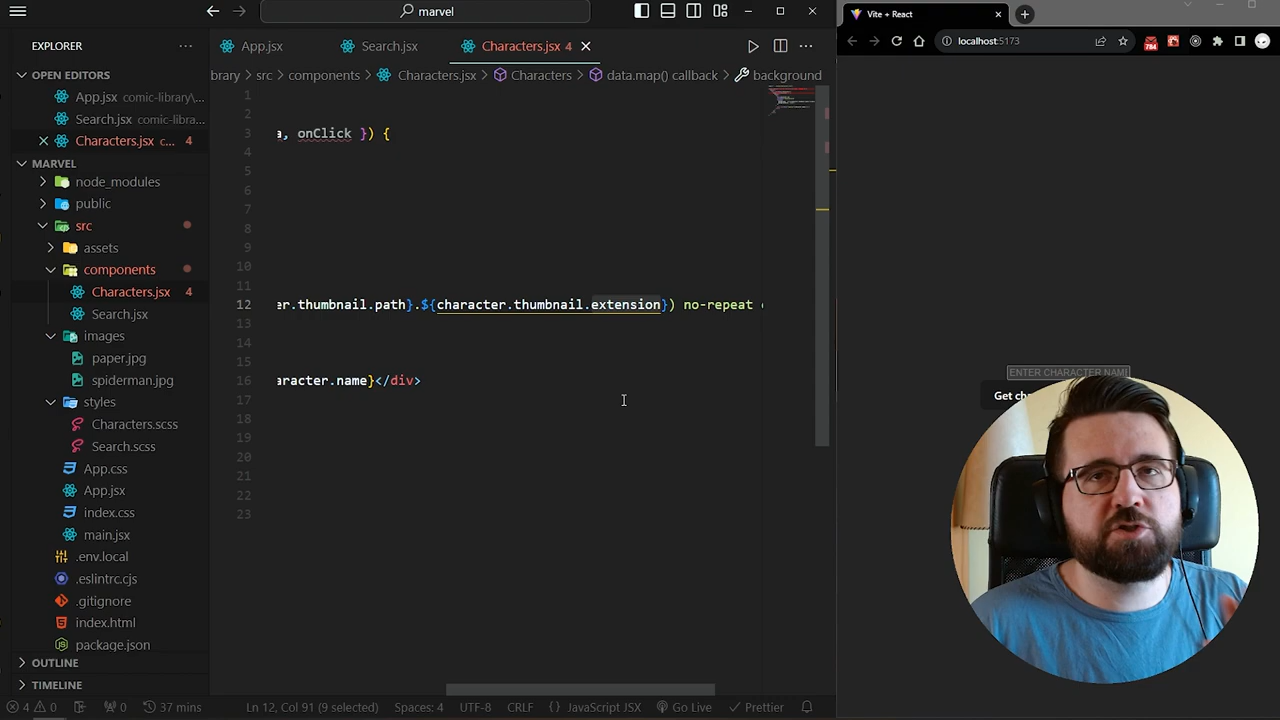 marvel
EXPLORER
OPEN EDITORS
App.jsx comic-library\...
Search.jsx comic-libra...
Characters.jsx c... 4
MARVEL
node_modules
public
src
assets
components
Characters.jsx 4
Search.jsx
images
paper.jpg
spiderman.jpg
styles
Characters.scss
Search.scss
App.css
App.jsx
index.css
main.jsx
.env.local
.eslintrc.cjs
.gitignore
index.html
package.json
OUTLINE
TIMELINE
App.jsx Search.jsx Characters.jsx 4
brary > src > components > Characters.jsx > Characters > data.map() callback > background
1
2
3 a, onClick }) {
4
5
6
7
8
9
10
11
12 er.thumbnail.path}.${character.thumbnail.extension}) no-repeat c
13
14
15
16 aracter.name}</div>
17
18
19
20
21
22
23
4 0 0 37 mins Ln 12, Col 91 (9 selected) Spaces: 4 UTF-8 CRLF {} JavaScript JSX Go Live Prettier
Vite + React
localhost:5173
784
ENTER CHARACTER NAM
Get cha